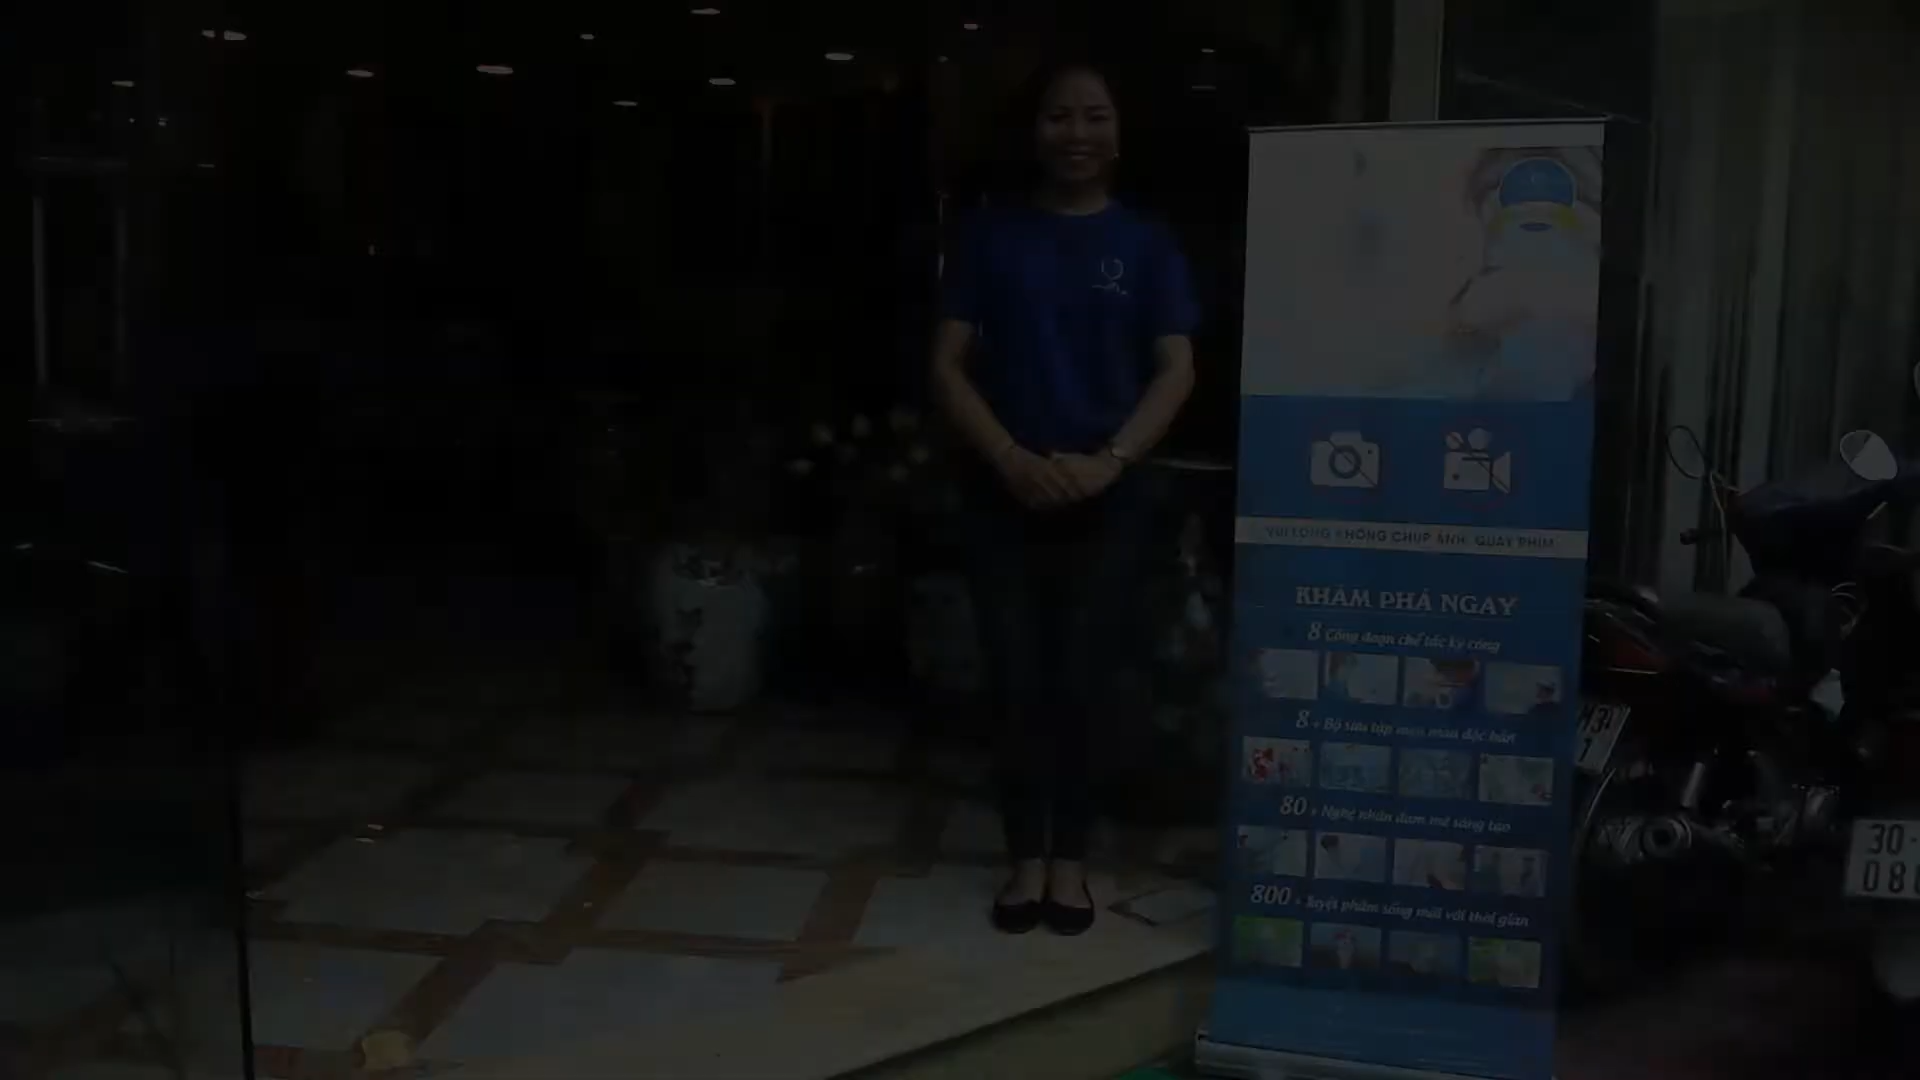 VUI LÒNG KHÔNG CHỤP ẢNH, QUAY PHIM
KHÁM PHÁ NGAY
8 Công đoạn chế tác kỳ công
8+ Bộ sưu tập men màu độc bản
80+ Nghệ nhân đam mê sáng tạo
800+ Tuyệt phẩm sống mãi với thời gian
30